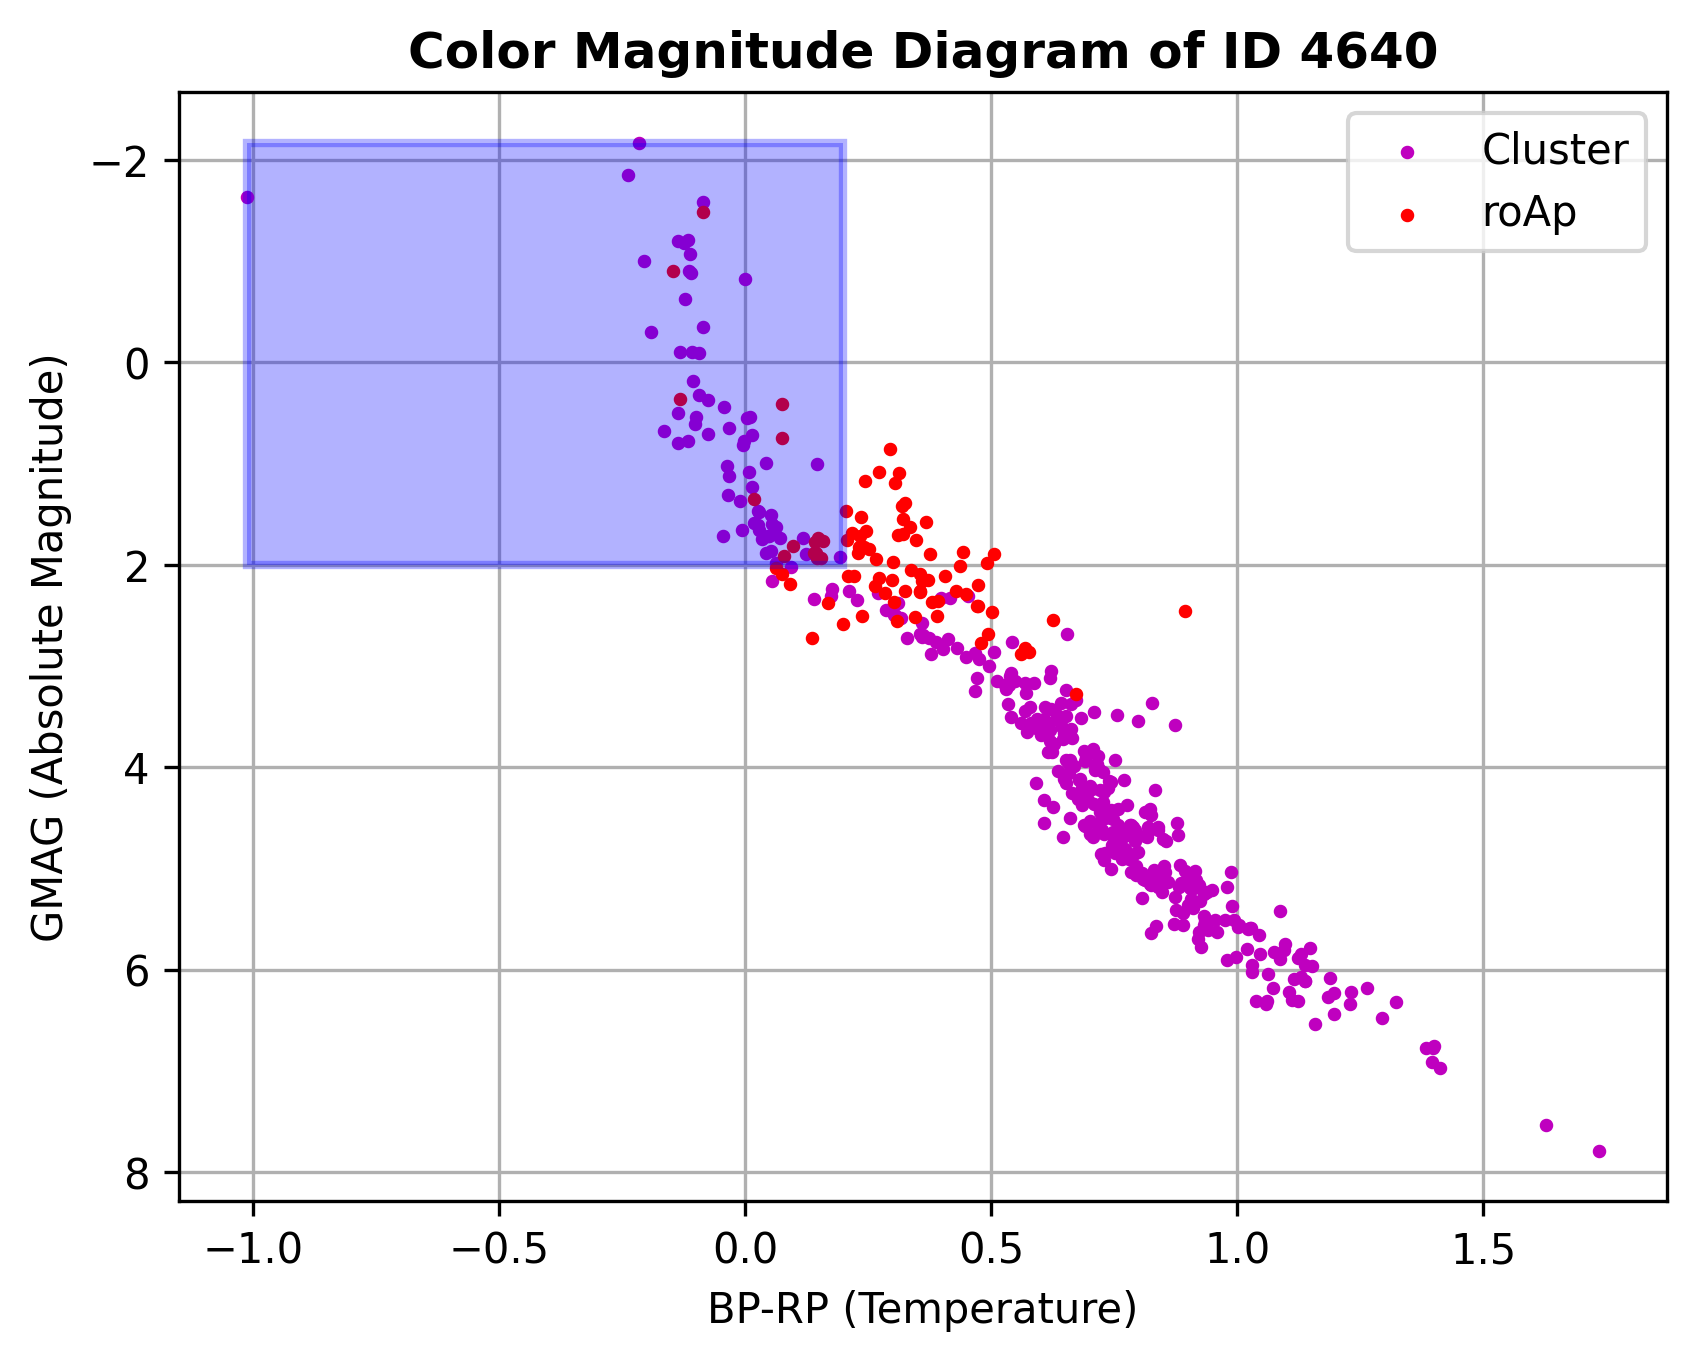 Color Magnitude Diagram of ID 4640
Cluster
roAp
−2
0
2
4
6
8
GMAG (Absolute Magnitude)
−1.0 −0.5 0.0 0.5 1.0 1.5
BP-RP (Temperature)